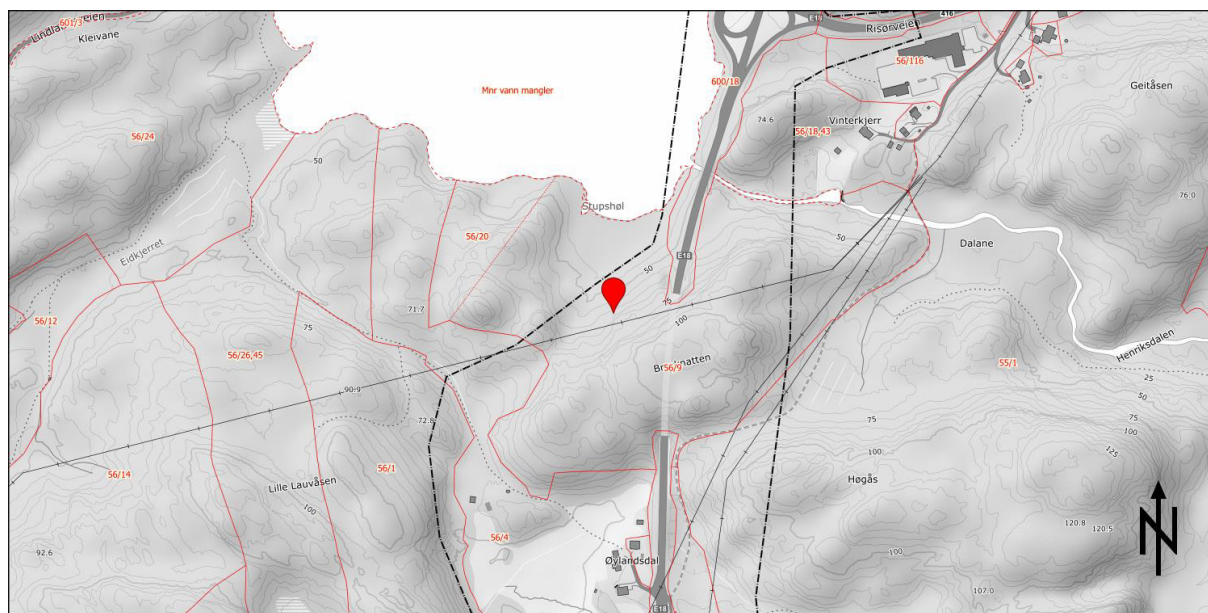 601/3
Lindlandsveien
Kleivane
E18
416
Risørveien
56/116
600/18
Mnr vann mangler
Geitåsen
74.6
Vinterkjerr
56/18,43
56/24
50
76.0
Stupshøl
56/20
50
Dalane
Eidkjerret
E18
50
75
71.7
56/12
75
100
56/26,45
Henriksdalen
56/9
55/1
25
90.9
50
72.8
75
75
100
100
125
56/14
56/1
Lille Lauvåsen
Høgås
100
56/4
120.8
120.5
92.6
100
Øylandsdal
107.0
E18
N